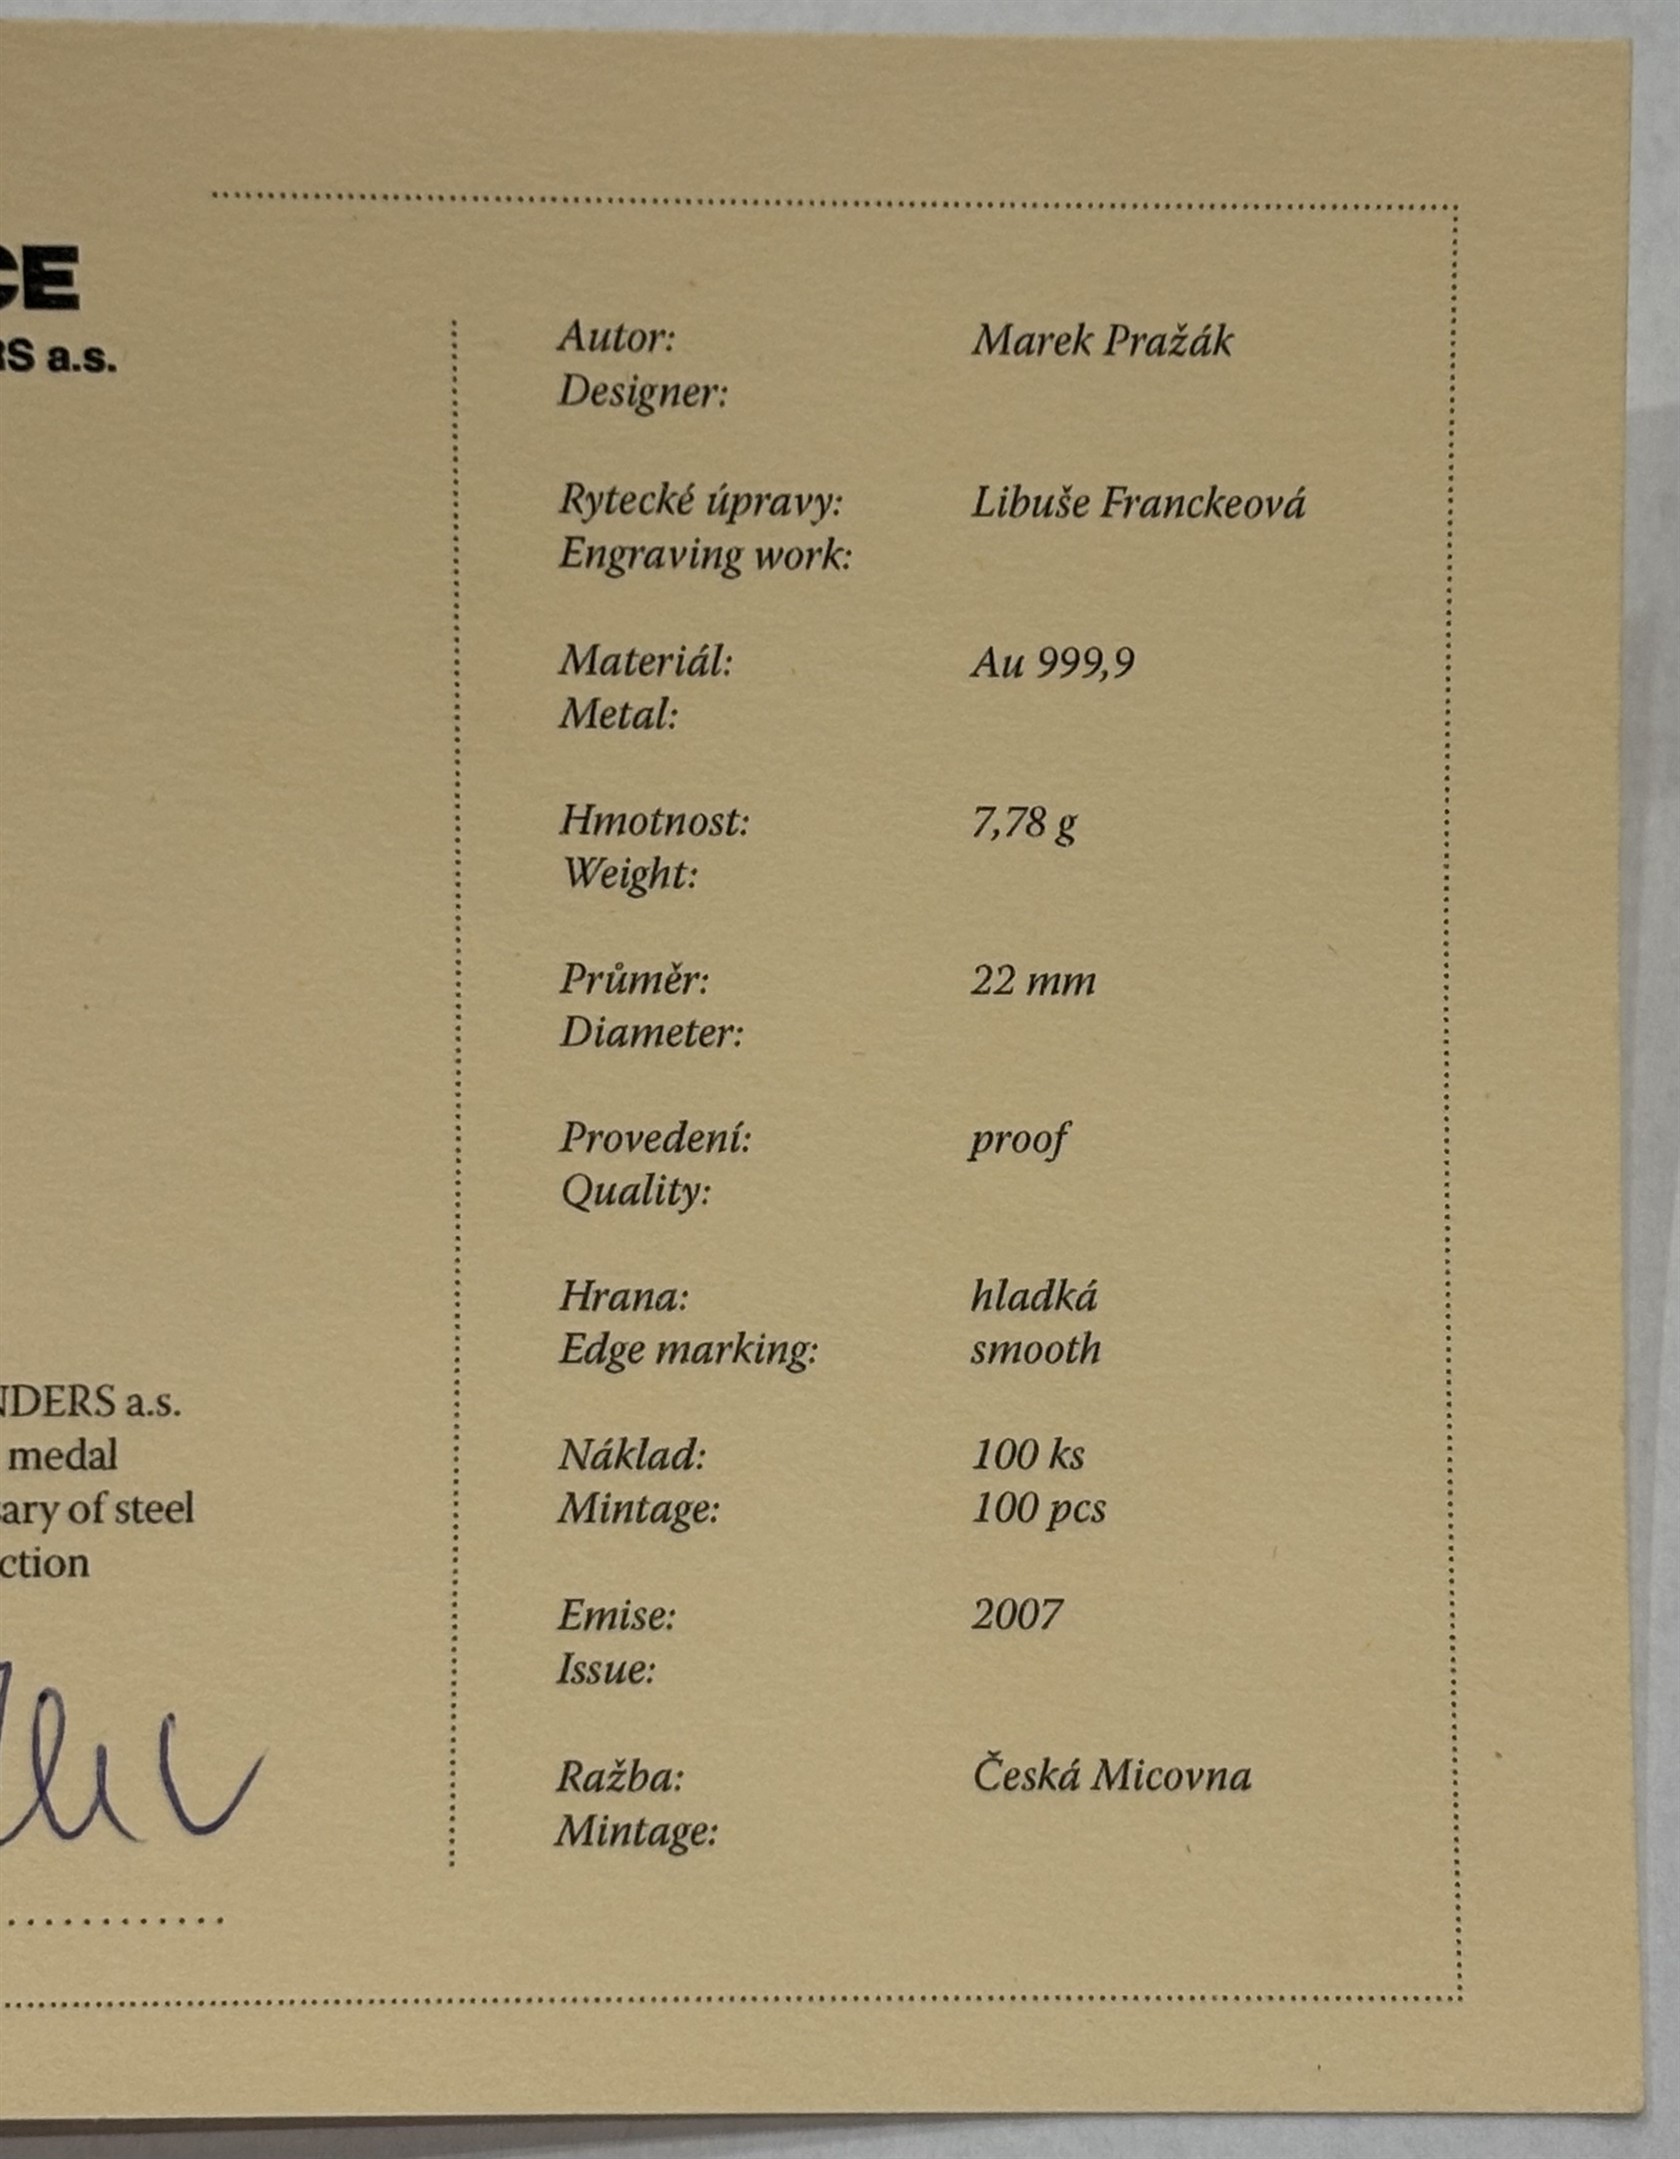 CE
RS a.s.
NDERS a.s.
medal
ary of steel
ction
Autor: Marek Pražák
Designer:
Rytecké úpravy: Libuše Franckeová
Engraving work:
Materiál: Au 999,9
Metal:
Hmotnost: 7,78 g
Weight:
Průměr: 22 mm
Diameter:
Provedení: proof
Quality:
Hrana: hladká
Edge marking: smooth
Náklad: 100 ks
Mintage: 100 pcs
Emise: 2007
Issue:
Ražba: Česká Micovna
Mintage: